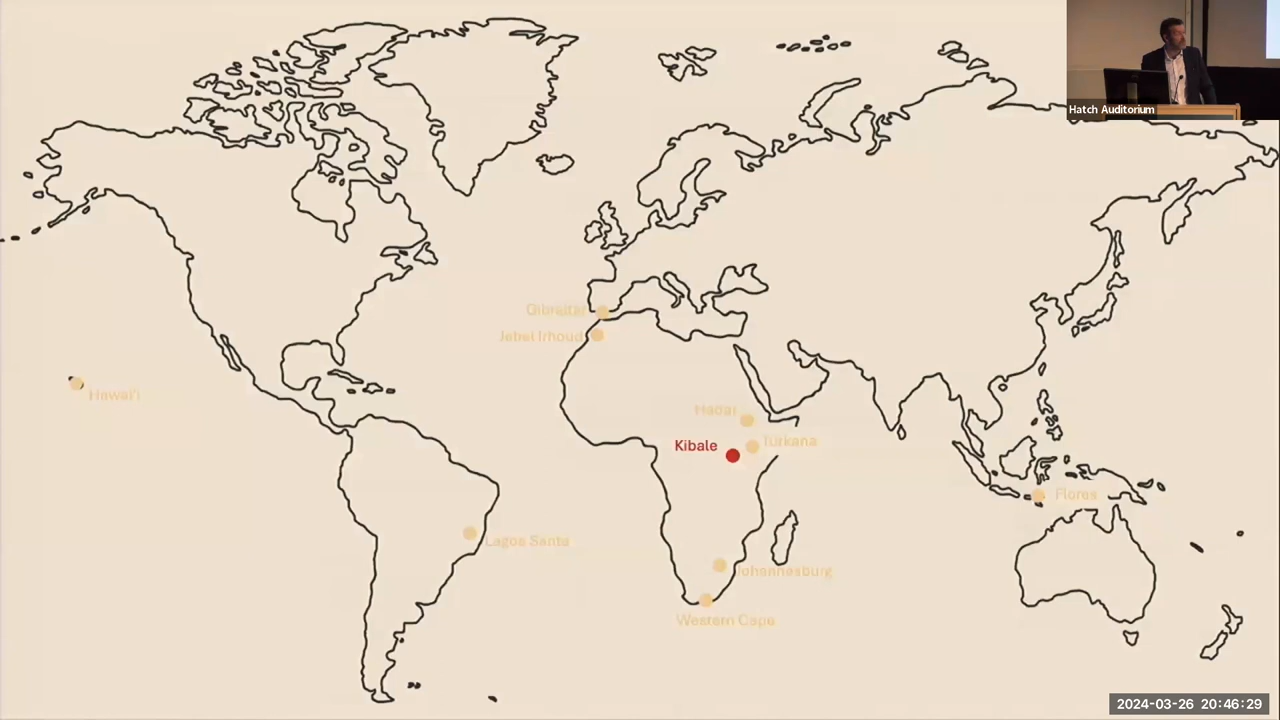 Hatch Auditorium
Gibraltar
Jebel Irhoud
Hawai'i
Hadar
Turkana
Kibale
Flores
Lagoa Santa
Johannesburg
Western Cape
2024-03-26 20:46:29